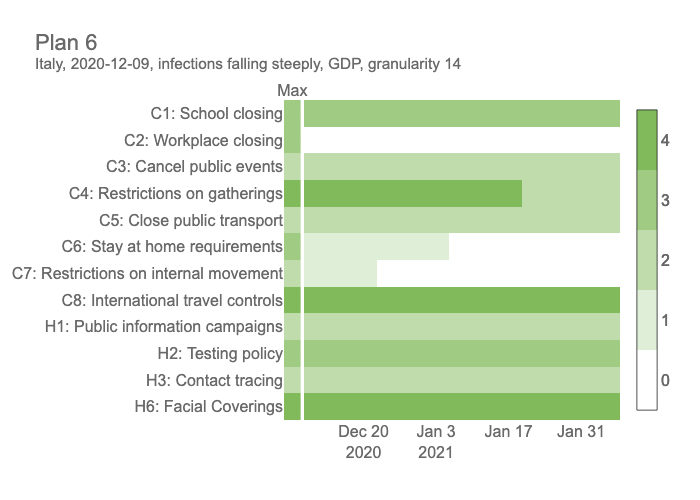 Plan 6
Italy, 2020-12-09, infections falling steeply, GDP, granularity 14
Max
C1: School closing
C2: Workplace closing
C3: Cancel public events
C4: Restrictions on gatherings
C5: Close public transport
C6: Stay at home requirements
C7: Restrictions on internal movement
C8: International travel controls
H1: Public information campaigns
H2: Testing policy
H3: Contact tracing
H6: Facial Coverings
4
3
2
1
0
Dec 20 Jan 3 Jan 17 Jan 31
2020 2021